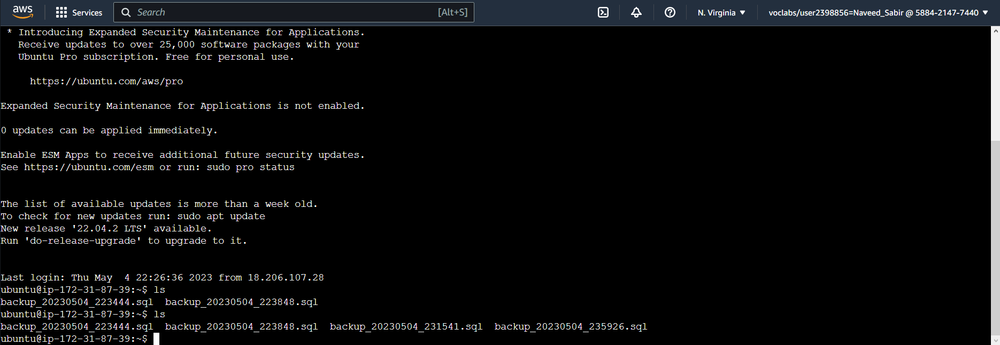 aws Services Search [Alt+S] N. Virginia voclabs/user2398856=Naveed_Sabir @ 5884-2147-7440
* Introducing Expanded Security Maintenance for Applications.
Receive updates to over 25,000 software packages with your
Ubuntu Pro subscription. Free for personal use.
https://ubuntu.com/aws/pro
Expanded Security Maintenance for Applications is not enabled.
0 updates can be applied immediately.
Enable ESM Apps to receive additional future security updates.
See https://ubuntu.com/esm or run: sudo pro status
The list of available updates is more than a week old.
To check for new updates run: sudo apt update
New release '22.04.2 LTS' available.
Run 'do-release-upgrade' to upgrade to it.
Last login: Thu May  4 22:26:36 2023 from 18.206.107.28
ubuntu@ip-172-31-87-39:~$ ls
backup_20230504_223444.sql  backup_20230504_223848.sql
ubuntu@ip-172-31-87-39:~$ ls
backup_20230504_223444.sql  backup_20230504_223848.sql  backup_20230504_231541.sql  backup_20230504_235926.sql
ubuntu@ip-172-31-87-39:~$